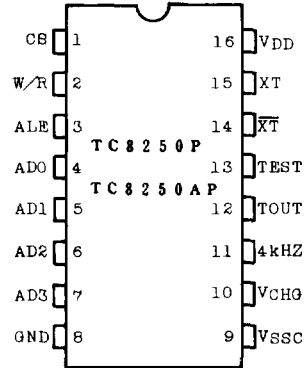 CS 1 16 VDD
W/R 2 15 XT
ALE 3 14 X̅T̅
TC8250P
AD0 4 13 TEST
TC8250AP
AD1 5 12 TOUT
AD2 6 11 4kHZ
AD3 7 10 VCHG
GND 8 9 VSSC